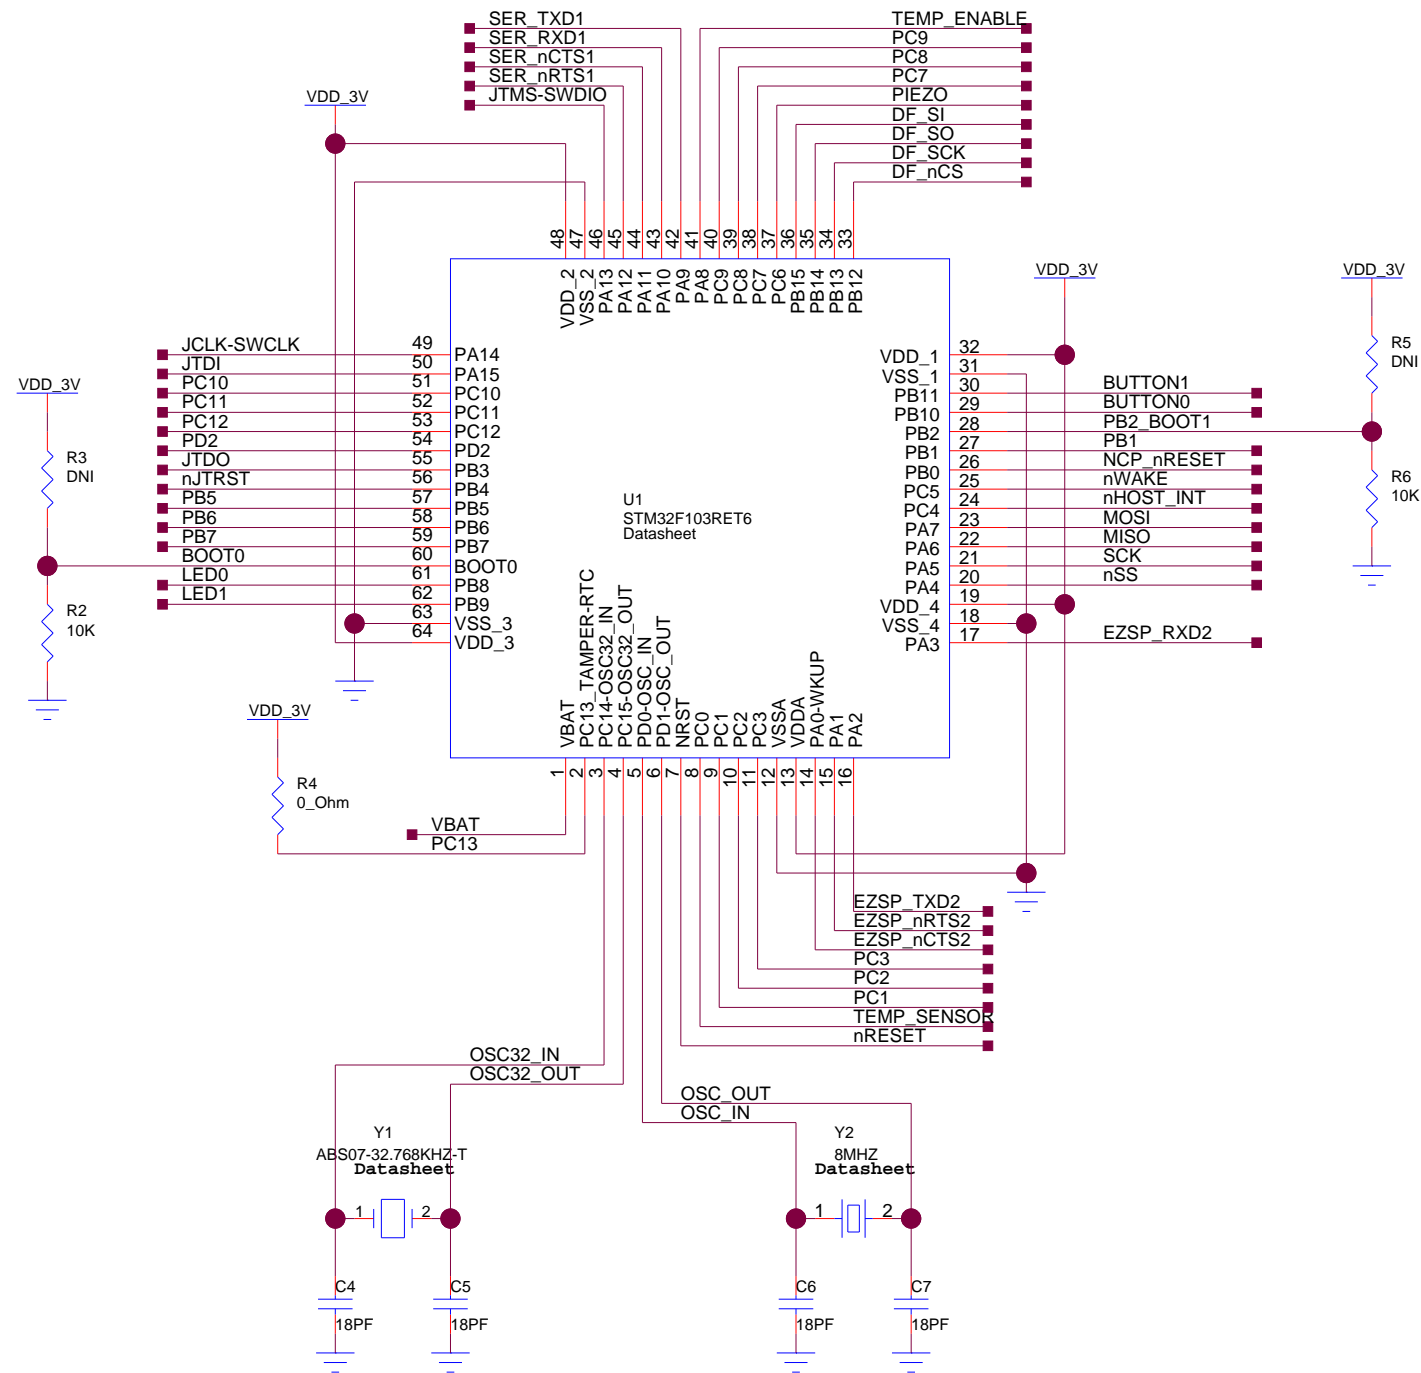 SER_TXD1
SER_RXD1
SER_nCTS1
SER_nRTS1
JTMS-SWDIO
TEMP_ENABLE
PC9
PC8
PC7
PIEZO
DF_SI
DF_SO
DF_SCK
DF_nCS
VDD_3V
48 47 46 45 44 43 42 41 40 39 38 37 36 35 34 33
VDD_2
VSS_2
PA13
PA12
PA11
PA10
PA9
PA8
PC9
PC8
PC7
PC6
PB15
PB14
PB13
PB12
VDD_3V
VDD_3V
VDD_3V
JCLK-SWCLK 49 PA14
JTDI 50 PA15
PC10 51 PC10
PC11 52 PC11
PC12 53 PC12
PD2 54 PD2
JTDO 55 PB3
nJTRST 56 PB4
PB5 57 PB5
PB6 58 PB6
PB7 59 PB7
BOOT0 60 BOOT0
LED0 61 PB8
LED1 62 PB9
63 VSS_3
64 VDD_3
R3
DNI
R2
10K
U1
STM32F103RET6
Datasheet
VDD_1 32
VSS_1 31
PB11 30 BUTTON1
PB10 29 BUTTON0
PB2 28 PB2_BOOT1
PB1 27 PB1
PB0 26 NCP_nRESET
PC5 25 nWAKE
PC4 24 nHOST_INT
PA7 23 MOSI
PA6 22 MISO
PA5 21 SCK
PA4 20 nSS
VDD_4 19
VSS_4 18
PA3 17 EZSP_RXD2
R5
DNI
R6
10K
VBAT
PC13_TAMPER-RTC
PC14-OSC32_IN
PC15-OSC32_OUT
PD0-OSC_IN
PD1-OSC_OUT
NRST
PC0
PC1
PC2
PC3
VSSA
VDDA
PA0-WKUP
PA1
PA2
1 2 3 4 5 6 7 8 9 10 11 12 13 14 15 16
VDD_3V
R4
0_Ohm
VBAT
PC13
EZSP_TXD2
EZSP_nRTS2
EZSP_nCTS2
PC3
PC2
PC1
TEMP_SENSOR
nRESET
OSC32_IN
OSC32_OUT
OSC_OUT
OSC_IN
Y1
ABS07-32.768KHZ-T
Datasheet
1 2
C4
18PF
C5
18PF
Y2
8MHZ
Datasheet
1 2
C6
18PF
C7
18PF